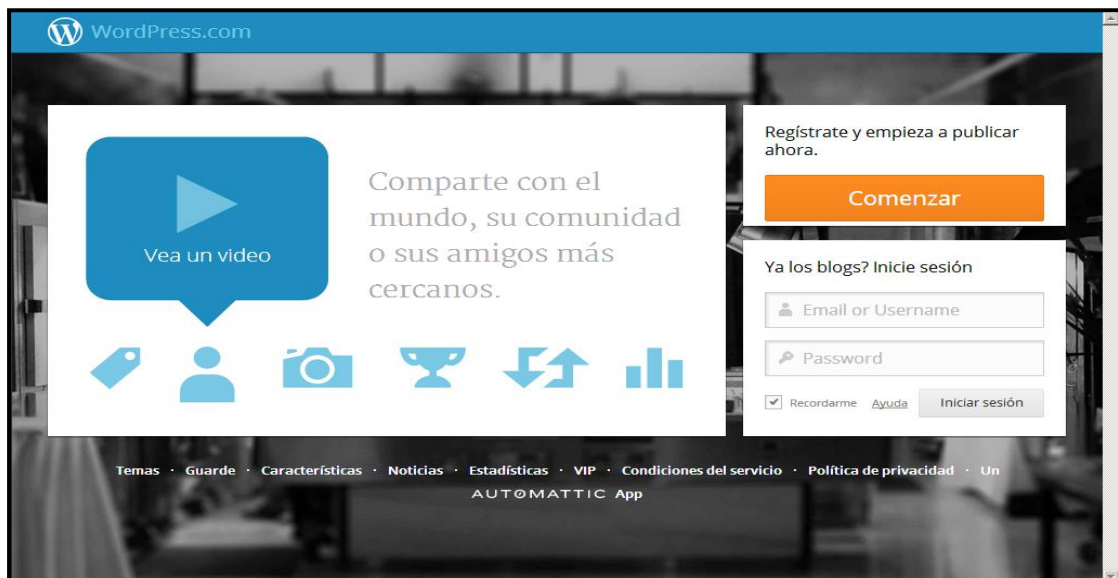 WordPress.com
Vea un video
Comparte con el
mundo, su comunidad
o sus amigos más
cercanos.
Regístrate y empieza a publicar
ahora.
Comenzar
Ya los blogs? Inicie sesión
Email or Username
Password
Recordarme Ayuda Iniciar sesión
Temas · Guarde · Características · Noticias · Estadísticas · VIP · Condiciones del servicio · Política de privacidad · Un
AUTOMATTIC App